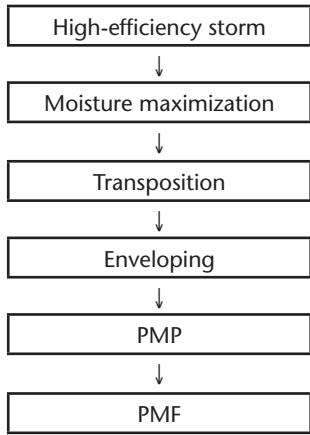 High-efficiency storm
Moisture maximization
Transposition
Enveloping
PMP
PMF